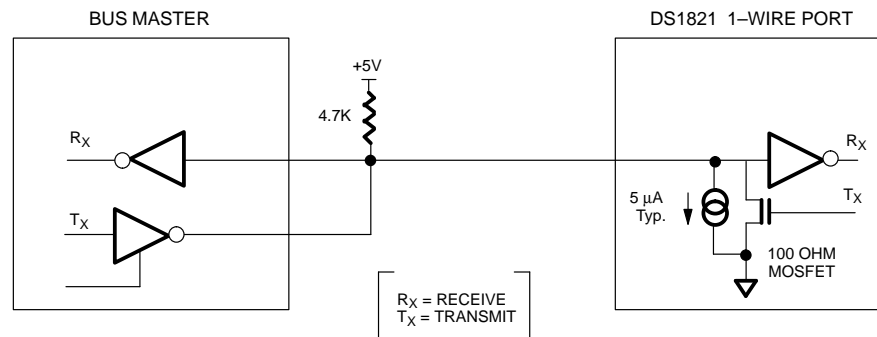 BUS MASTER
DS1821 1–WIRE PORT
+5V
4.7K
RX
RX
TX
TX
5 µA
Typ.
100 OHM
MOSFET
RX = RECEIVE
TX = TRANSMIT